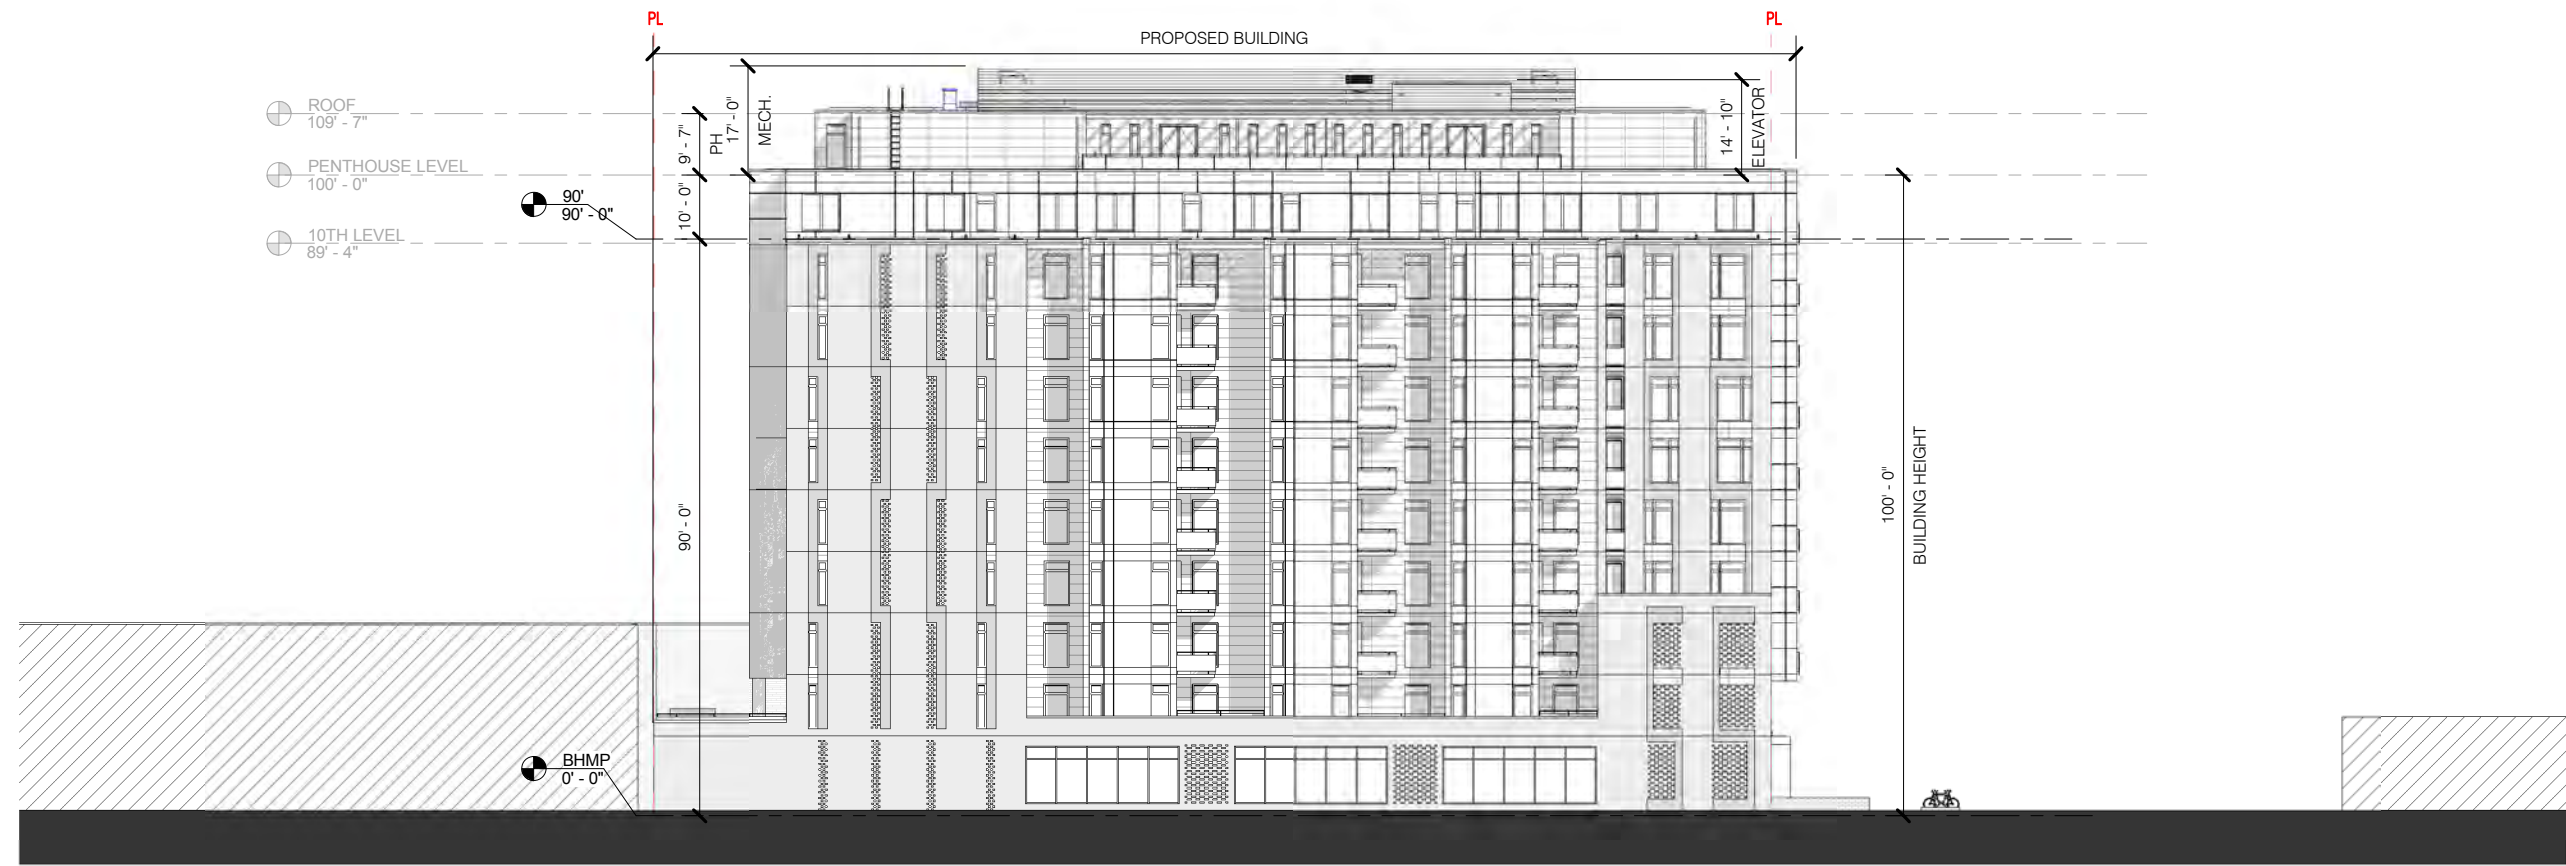 PL
PL
PROPOSED BUILDING
ROOF
109' - 7"
PENTHOUSE LEVEL
100' - 0"
90'
90' - 0"
10TH LEVEL
89' - 4"
9' - 7"
PH
17' - 0"
MECH.
10' - 0"
14' - 10"
ELEVATOR
90' - 0"
100' - 0"
BUILDING HEIGHT
BHMP
0' - 0"